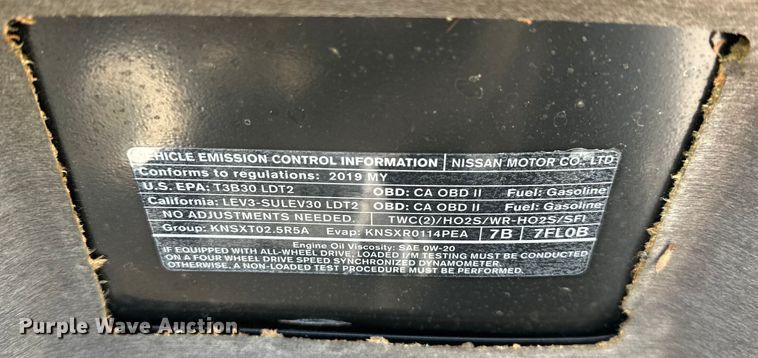 VEHICLE EMISSION CONTROL INFORMATION NISSAN MOTOR CO., LTD
Conforms to regulations: 2019 MY
U.S. EPA: T3B30 LDT2 OBD: CA OBD II Fuel: Gasoline
California: LEV3-SULEV30 LDT2 OBD: CA OBD II Fuel: Gasoline
NO ADJUSTMENTS NEEDED. TWC(2)/HO2S/WR-HO2S/SFI
Group: KNSXT02.5R5A Evap: KNSXR0114PEA 7B 7FL0B
Engine Oil Viscosity: SAE 0W-20
IF EQUIPPED WITH ALL-WHEEL DRIVE, LOADED I/M TESTING MUST BE CONDUCTED
ON A FOUR WHEEL DRIVE SPEED SYNCHRONIZED DYNAMOMETER.
OTHERWISE, A NON-LOADED TEST PROCEDURE MUST BE PERFORMED.
Purple Wave Auction